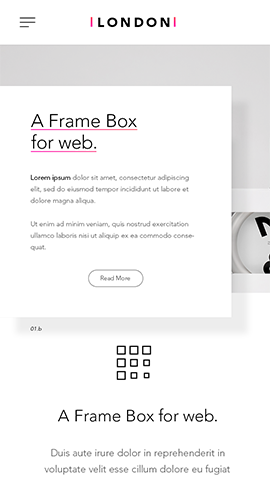 |LONDON|
A Frame Box
for web.
Lorem ipsum dolor sit amet, consectetur adipiscing
elit, sed do eiusmod tempor incididunt ut labore et
dolore magna aliqua.
Ut enim ad minim veniam, quis nostrud exercitation
ullamco laboris nisi ut aliquip ex ea commodo conse-
quat.
Read More
01.b
A Frame Box for web.
Duis aute irure dolor in reprehenderit in
voluptate velit esse cillum dolore eu fugiat